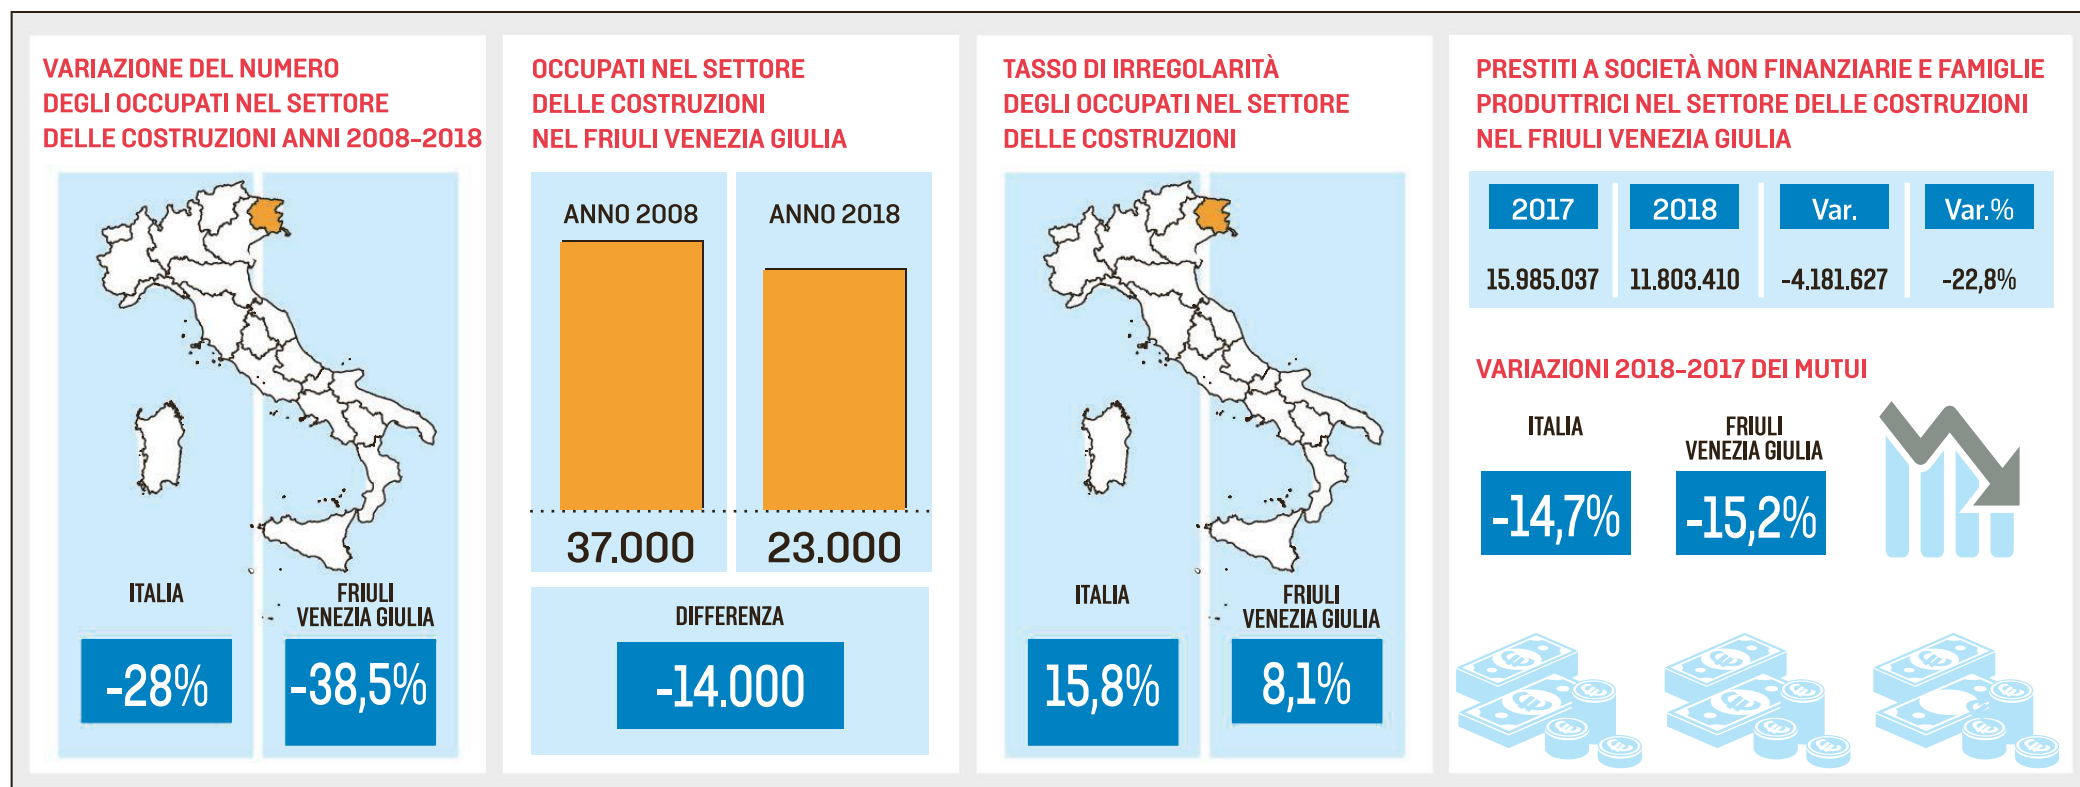 VARIAZIONE DEL NUMERO
DEGLI OCCUPATI NEL SETTORE
DELLE COSTRUZIONI ANNI 2008-2018
ITALIA
-28%
FRIULI
VENEZIA GIULIA
-38,5%
OCCUPATI NEL SETTORE
DELLE COSTRUZIONI
NEL FRIULI VENEZIA GIULIA
ANNO 2008
37.000
ANNO 2018
23.000
DIFFERENZA
-14.000
TASSO DI IRREGOLARITÀ
DEGLI OCCUPATI NEL SETTORE
DELLE COSTRUZIONI
ITALIA
15,8%
FRIULI
VENEZIA GIULIA
8,1%
PRESTITI A SOCIETÀ NON FINANZIARIE E FAMIGLIE
PRODUTTRICI NEL SETTORE DELLE COSTRUZIONI
NEL FRIULI VENEZIA GIULIA
2017 2018 Var. Var.%
15.985.037 11.803.410 -4.181.627 -22,8%
VARIAZIONI 2018-2017 DEI MUTUI
ITALIA
-14,7%
FRIULI
VENEZIA GIULIA
-15,2%